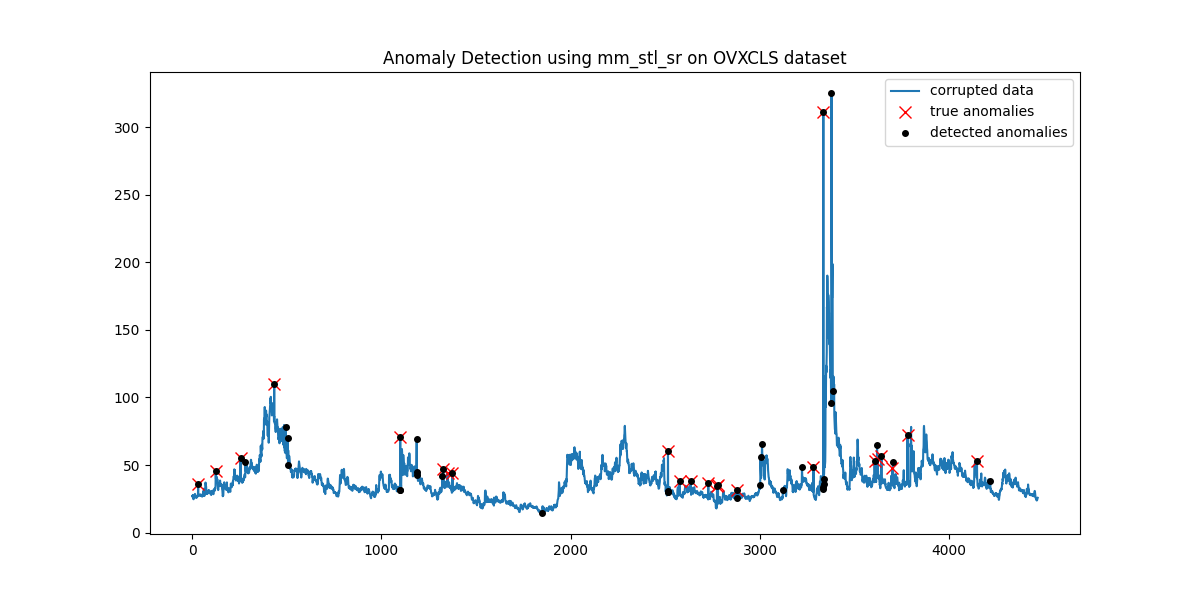 Anomaly Detection using mm_stl_sr on OVXCLS dataset
corrupted data
true anomalies
detected anomalies
300
250
200
150
100
50
0
0 1000 2000 3000 4000